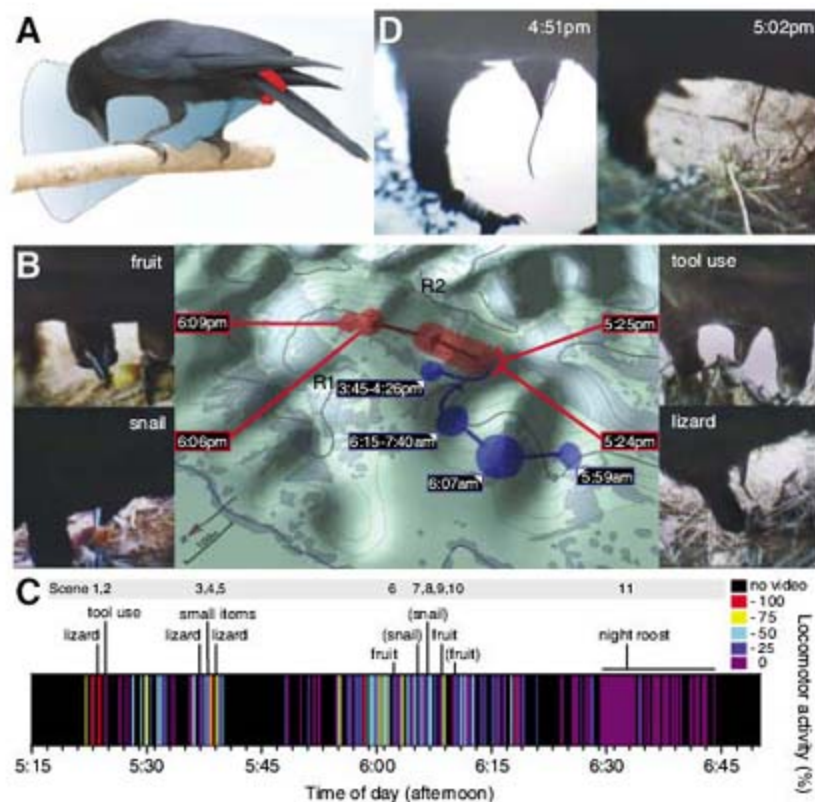 A
D
4:51pm
5:02pm
B
fruit
R2
tool use
6:09pm
5:25pm
R1
3:45-4:26pm
snail
6:06pm
6:15-7:40am
5:24pm
lizard
6:07am
5:59am
C
Scene 1,2
3,4,5
6
7,8,9,10
11
no video
- 100
- 75
- 50
- 25
0
Locomotor activity (%)
tool use
small items
(snail)
lizard
lizard
lizard
(snail)
fruit
night roost
fruit
(fruit)
5:15
5:30
5:45
6:00
6:15
6:30
6:45
Time of day (afternoon)